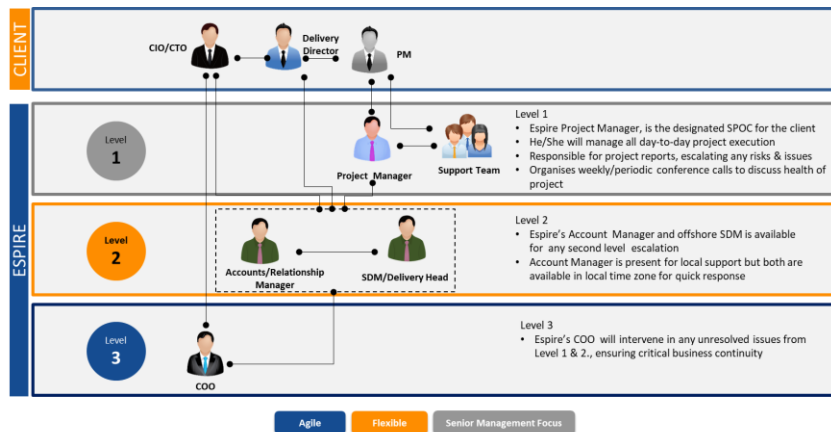 CLIENT
CIO/CTO
Delivery
Director
PM
ESPIRE
Level
1
Project Manager
Support Team
Level 1
• Espire Project Manager, is the designated SPOC for the client
• He/She will manage all day-to-day project execution
• Responsible for project reports, escalating any risks & issues
• Organises weekly/periodic conference calls to discuss health of
project
Level
2
Accounts/Relationship
Manager
SDM/Delivery Head
Level 2
• Espire's Account Manager and offshore SDM is available
for any second level escalation
• Account Manager is present for local support but both are
available in local time zone for quick response
Level
3
COO
Level 3
• Espire's COO will intervene in any unresolved issues from
Level 1 & 2., ensuring critical business continuity
Agile
Flexible
Senior Management Focus